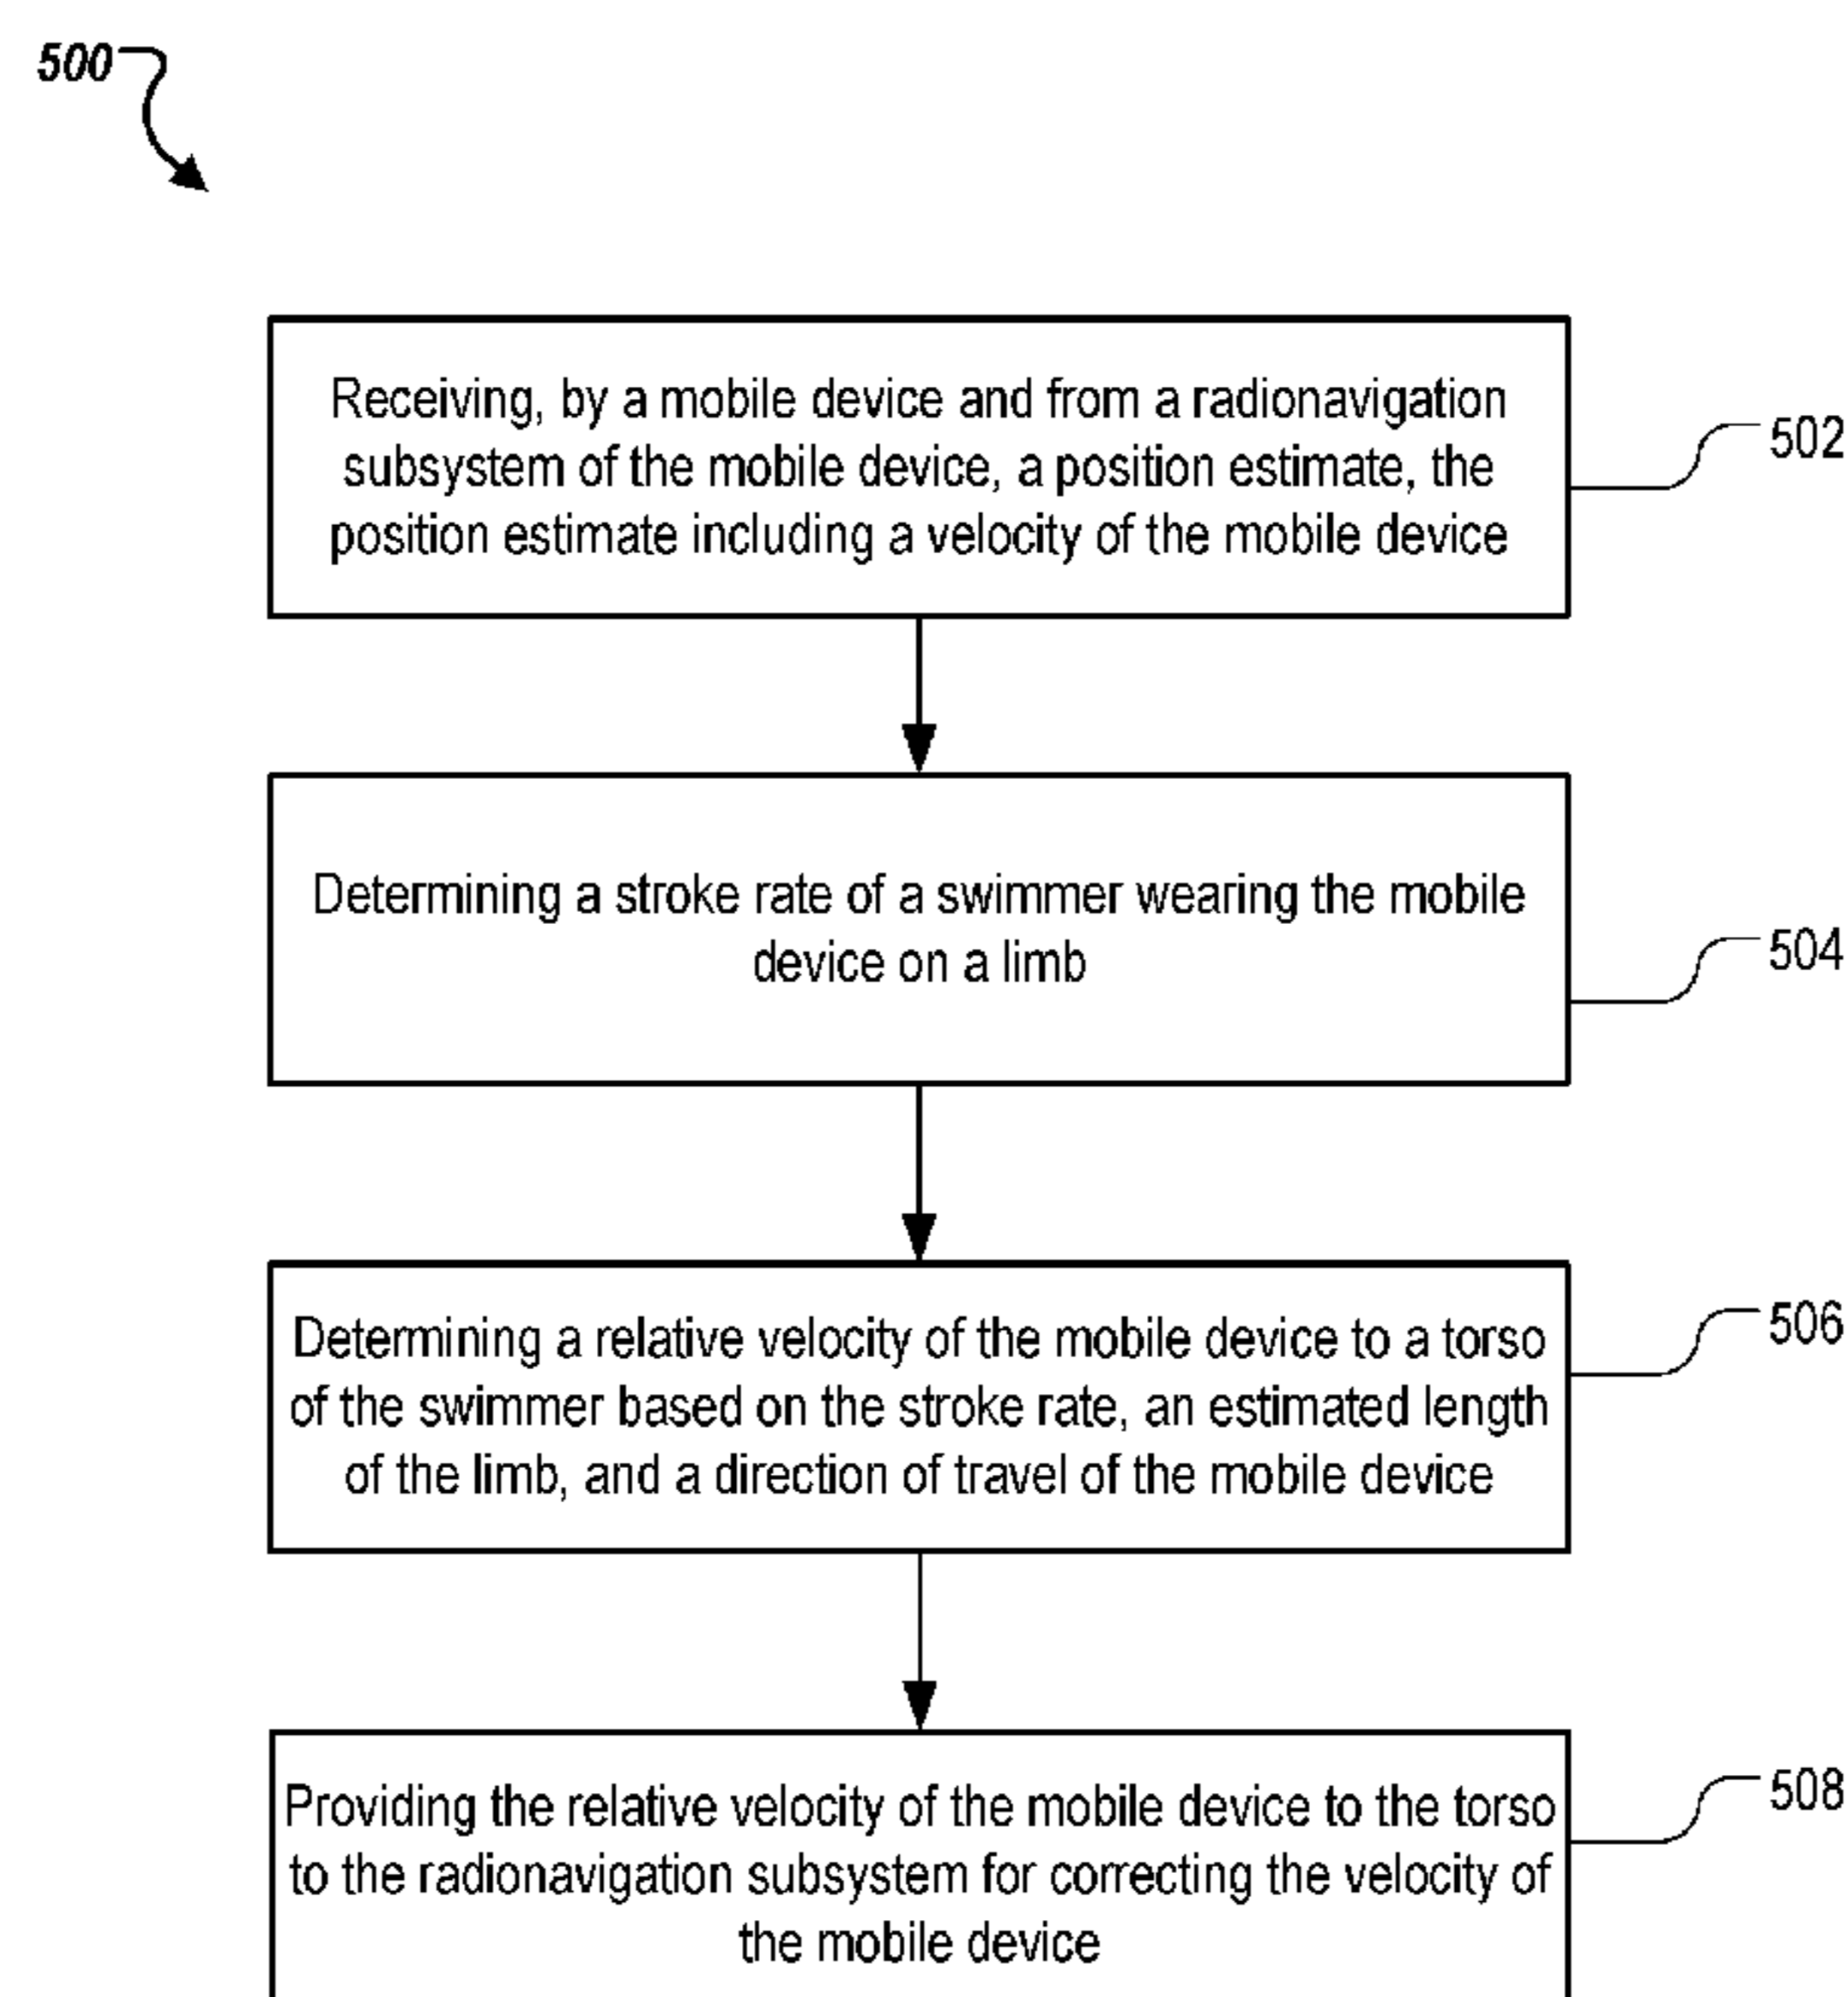 500
Receiving, by a mobile device and from a radionavigation
subsystem of the mobile device, a position estimate, the
position estimate including a velocity of the mobile device
502
Determining a stroke rate of a swimmer wearing the mobile
device on a limb
504
Determining a relative velocity of the mobile device to a torso
of the swimmer based on the stroke rate, an estimated length
of the limb, and a direction of travel of the mobile device
506
Providing the relative velocity of the mobile device to the torso
to the radionavigation subsystem for correcting the velocity of
the mobile device
508